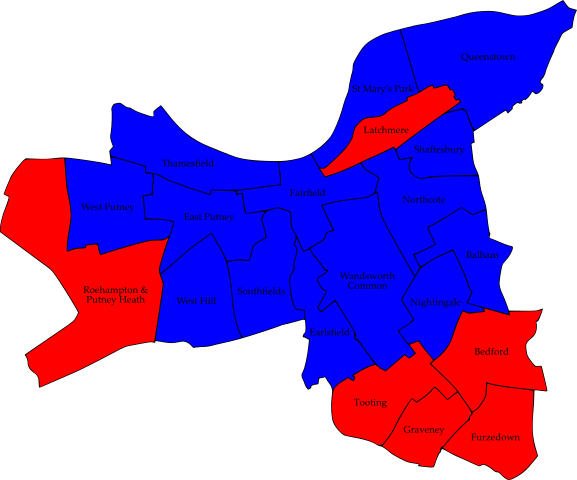 Queenstown
St Mary's Park
Latchmere
Shaftesbury
Thamesfield
Fairfield
Northcote
West Putney
East Putney
Balham
Wandsworth
Common
Roehampton &
Putney Heath
West Hill
Southfields
Nightingale
Earlsfield
Bedford
Tooting
Graveney
Furzedown